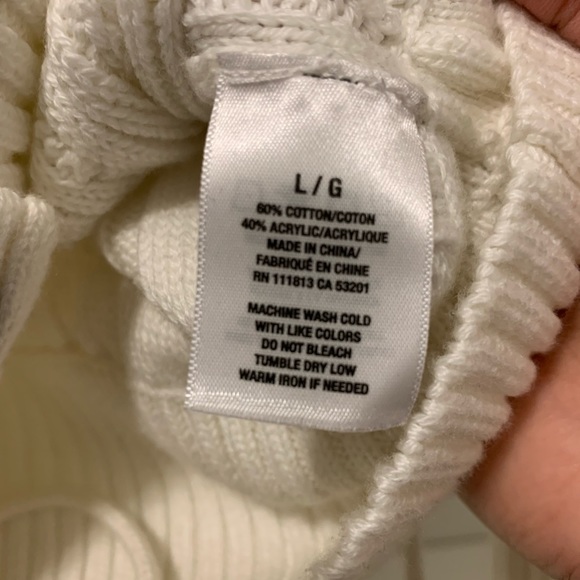 L / G
60% COTTON/COTON
40% ACRYLIC/ACRYLIQUE
MADE IN CHINA/
FABRIQUÉ EN CHINE
RN 111813 CA 53201
MACHINE WASH COLD
WITH LIKE COLORS
DO NOT BLEACH
TUMBLE DRY LOW
WARM IRON IF NEEDED